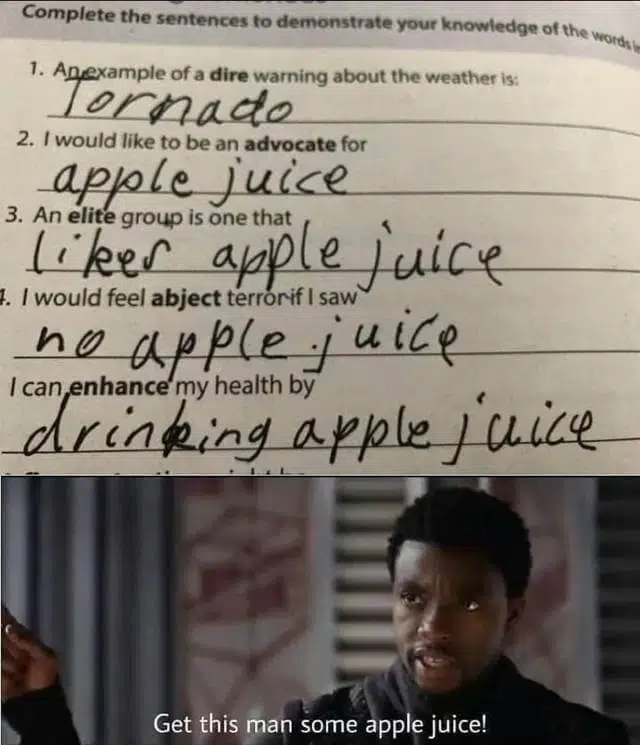 Complete the sentences to demonstrate your knowledge of the words
1. An example of a dire warning about the weather is:
Tornado
2. I would like to be an advocate for
apple juice
3. An elite group is one that
likes apple juice
I would feel abject terror if I saw
no apple juice
I can enhance my health by
drinking apple juice
Get this man some apple juice!